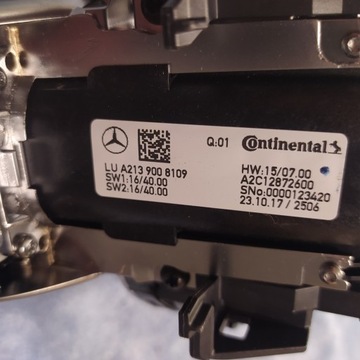 Q:01 Continental
LU A213 900 8109
SW1:16/40.00
SW2:16/40.00
HW:15/07.00
A2C12872600
SNo:0000123420
23.10.17 / 2506